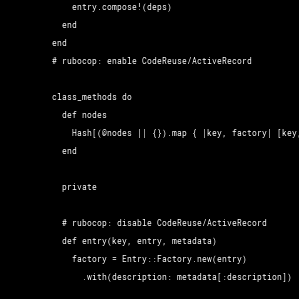 entry.compose!(deps)
end
end
# rubocop: enable CodeReuse/ActiveRecord
class_methods do
def nodes
Hash[(@nodes || {}).map { |key, factory| [key,
end
private
# rubocop: disable CodeReuse/ActiveRecord
def entry(key, entry, metadata)
factory = Entry::Factory.new(entry)
.with(description: metadata[:description])